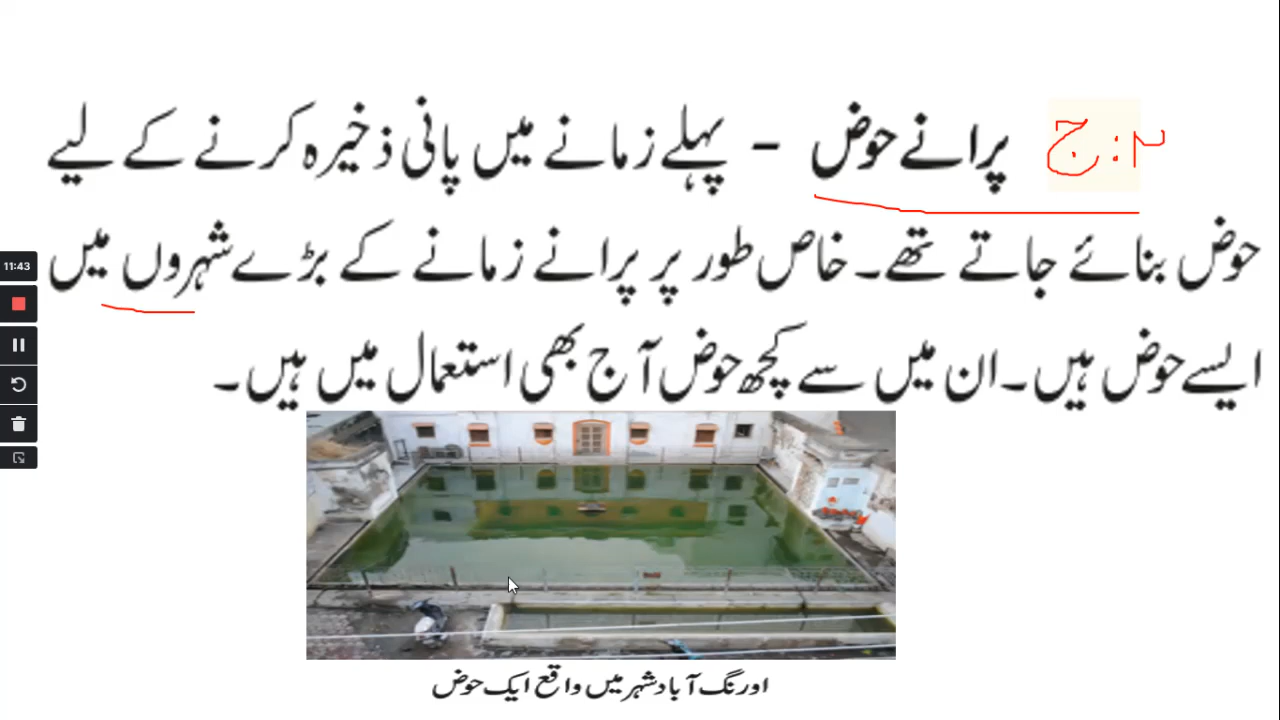 ۲:ج پرانے حوض - پہلے زمانے میں پانی ذخیرہ کرنے کے لیے
حوض بنائے جاتے تھے۔ خاص طور پر پرانے زمانے کے بڑے شہروں میں
ایسے حوض ہیں۔ ان میں سے کچھ حوض آج بھی استعمال میں ہیں۔
11:43
اورنگ آباد شہر میں واقع ایک حوض